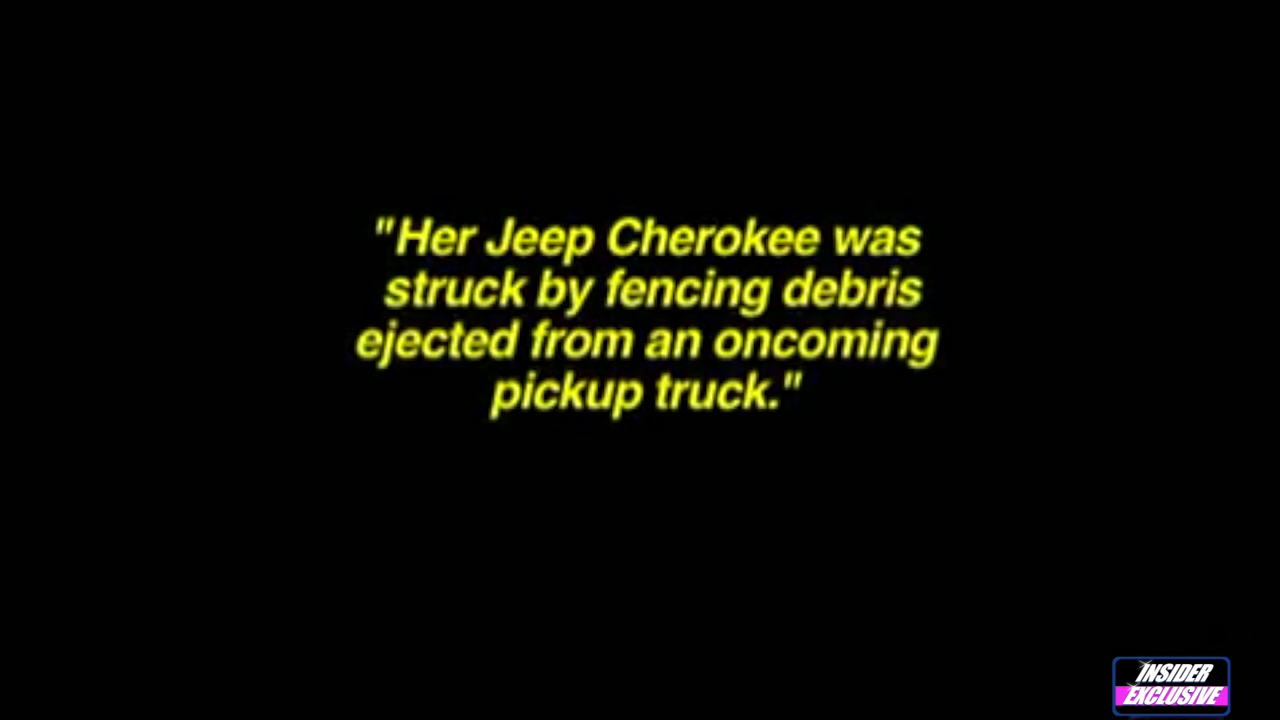 "Her Jeep Cherokee was
struck by fencing debris
ejected from an oncoming
pickup truck."
INSIDER
EXCLUSIVE